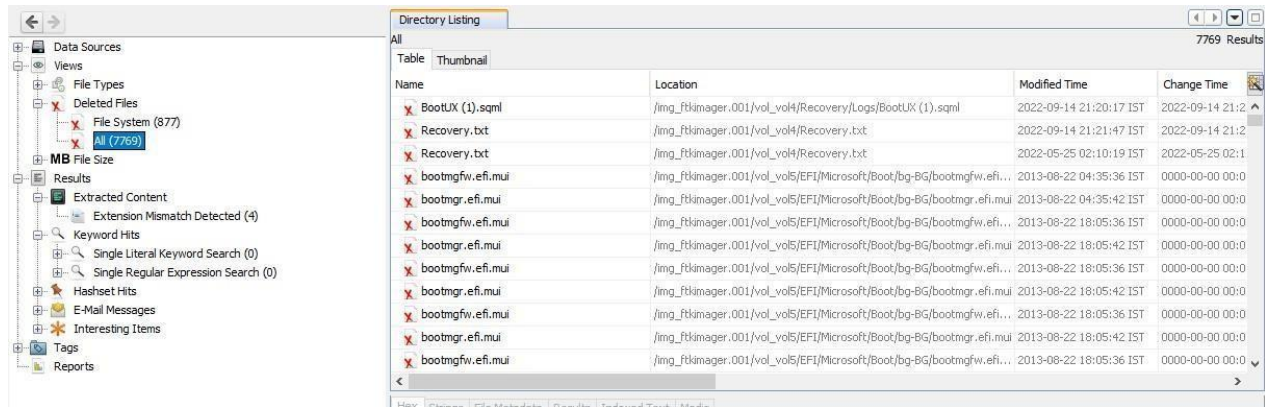 Data Sources
Views
File Types
Deleted Files
File System (877)
All (7769)
MB File Size
Results
Extracted Content
Extension Mismatch Detected (4)
Keyword Hits
Single Literal Keyword Search (0)
Single Regular Expression Search (0)
Hashset Hits
E-Mail Messages
Interesting Items
Tags
Reports
Directory Listing
All 7769 Results
Table Thumbnail
Name Location Modified Time Change Time
BootUX (1).sqml /img_ftkimager.001/vol_vol4/Recovery/Logs/BootUX (1).sqml 2022-09-14 21:20:17 IST 2022-09-14 21:2
Recovery.txt /img_ftkimager.001/vol_vol4/Recovery.txt 2022-09-14 21:21:47 IST 2022-09-14 21:2
Recovery.txt /img_ftkimager.001/vol_vol4/Recovery.txt 2022-05-25 02:10:19 IST 2022-05-25 02:1
bootmgfw.efi.mui /img_ftkimager.001/vol_vol5/EFI/Microsoft/Boot/bg-BG/bootmgfw.efi... 2013-08-22 04:35:36 IST 0000-00-00 00:0
bootmgr.efi.mui /img_ftkimager.001/vol_vol5/EFI/Microsoft/Boot/bg-BG/bootmgr.efi.mui 2013-08-22 04:35:42 IST 0000-00-00 00:0
bootmgfw.efi.mui /img_ftkimager.001/vol_vol5/EFI/Microsoft/Boot/bg-BG/bootmgfw.efi... 2013-08-22 18:05:36 IST 0000-00-00 00:0
bootmgr.efi.mui /img_ftkimager.001/vol_vol5/EFI/Microsoft/Boot/bg-BG/bootmgr.efi.mui 2013-08-22 18:05:42 IST 0000-00-00 00:0
bootmgfw.efi.mui /img_ftkimager.001/vol_vol5/EFI/Microsoft/Boot/bg-BG/bootmgfw.efi... 2013-08-22 18:05:36 IST 0000-00-00 00:0
bootmgr.efi.mui /img_ftkimager.001/vol_vol5/EFI/Microsoft/Boot/bg-BG/bootmgr.efi.mui 2013-08-22 18:05:42 IST 0000-00-00 00:0
bootmgfw.efi.mui /img_ftkimager.001/vol_vol5/EFI/Microsoft/Boot/bg-BG/bootmgfw.efi... 2013-08-22 18:05:36 IST 0000-00-00 00:0
bootmgr.efi.mui /img_ftkimager.001/vol_vol5/EFI/Microsoft/Boot/bg-BG/bootmgr.efi.mui 2013-08-22 18:05:42 IST 0000-00-00 00:0
bootmgfw.efi.mui /img_ftkimager.001/vol_vol5/EFI/Microsoft/Boot/bg-BG/bootmgfw.efi... 2013-08-22 18:05:36 IST 0000-00-00 00:0
Hex Strings File Metadata Results Indexed Text Media